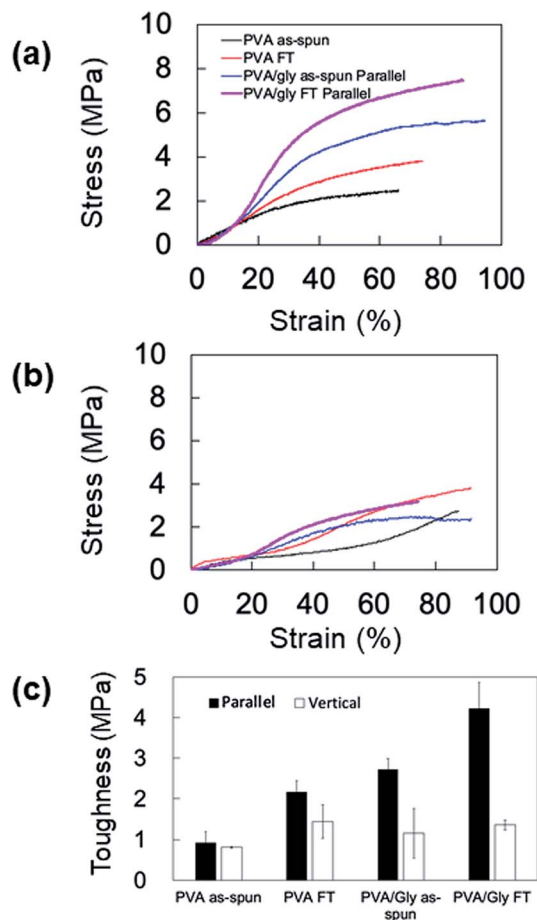 (a)
10
8
6
4
2
0
Stress (MPa)
PVA as-spun
PVA FT
PVA/gly as-spun Parallel
PVA/gly FT Parallel
0 20 40 60 80 100
Strain (%)
(b)
10
8
6
4
2
0
Stress (MPa)
0 20 40 60 80 100
Strain (%)
(c)
5
4
3
2
1
0
Toughness (MPa)
Parallel Vertical
PVA as-spun PVA FT PVA/Gly as- PVA/Gly FT
spun